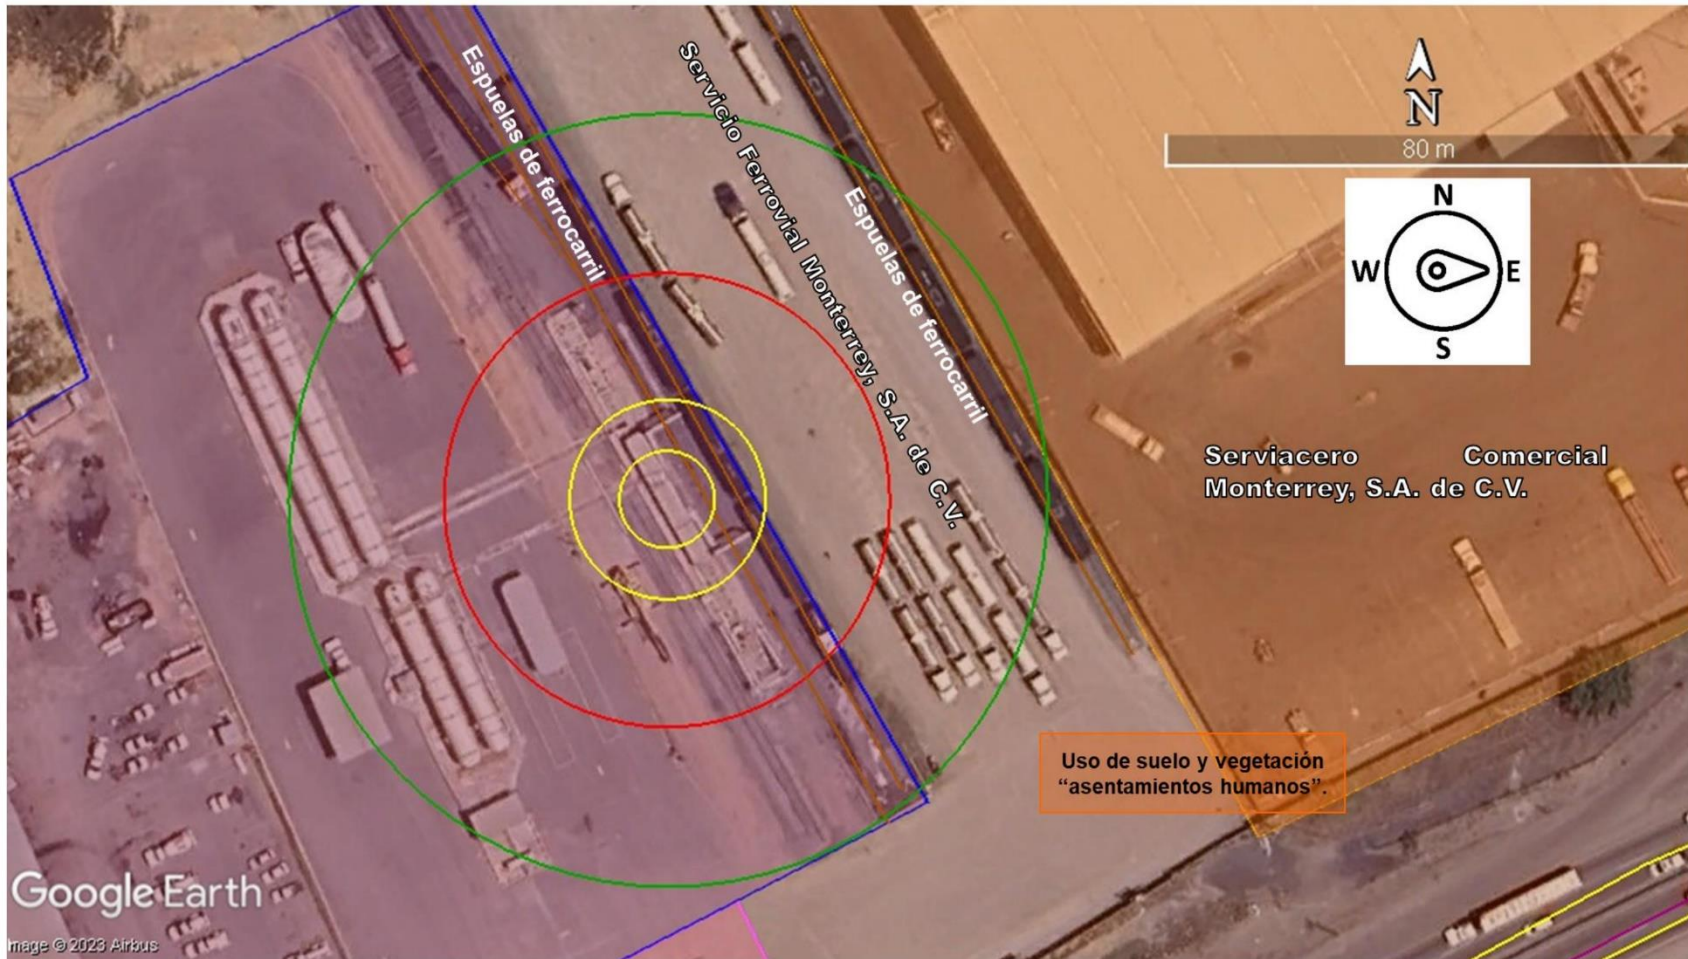 Espuelas de ferrocarril
Servicio Ferrovial Monterrey, S.A. de C.V.
Espuelas de ferrocarril
N
80 m
N
W E
S
Serviacero Comercial
Monterrey, S.A. de C.V.
Uso de suelo y vegetación
“asentamientos humanos”.
Google Earth
mage © 2023 Airbus